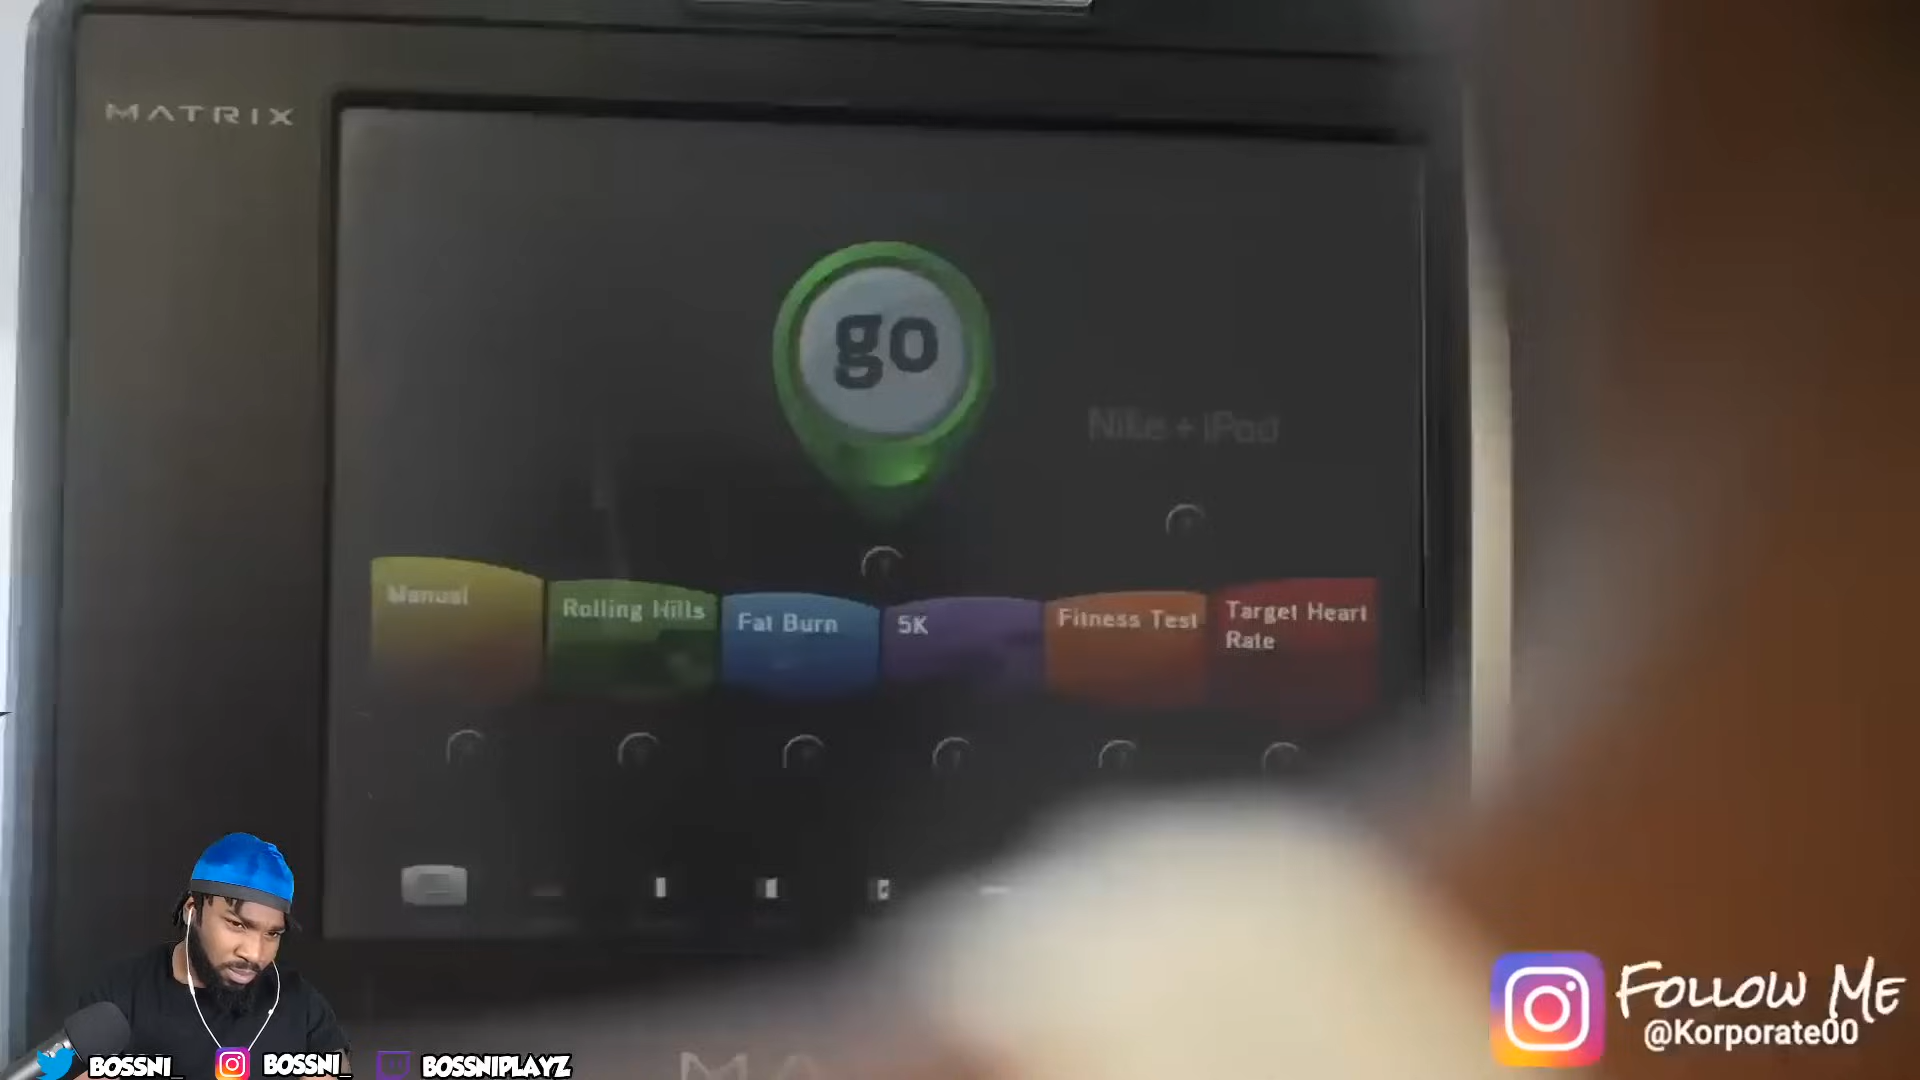 MATRIX
go
Nike + iPod
Manual
Rolling Hills
Fat Burn
5K
Fitness Test
Target Heart
Rate
FOLLOW ME
@Korporate00
BOSSNI_
BOSSNI_
BOSSNIPLAYZ
MA